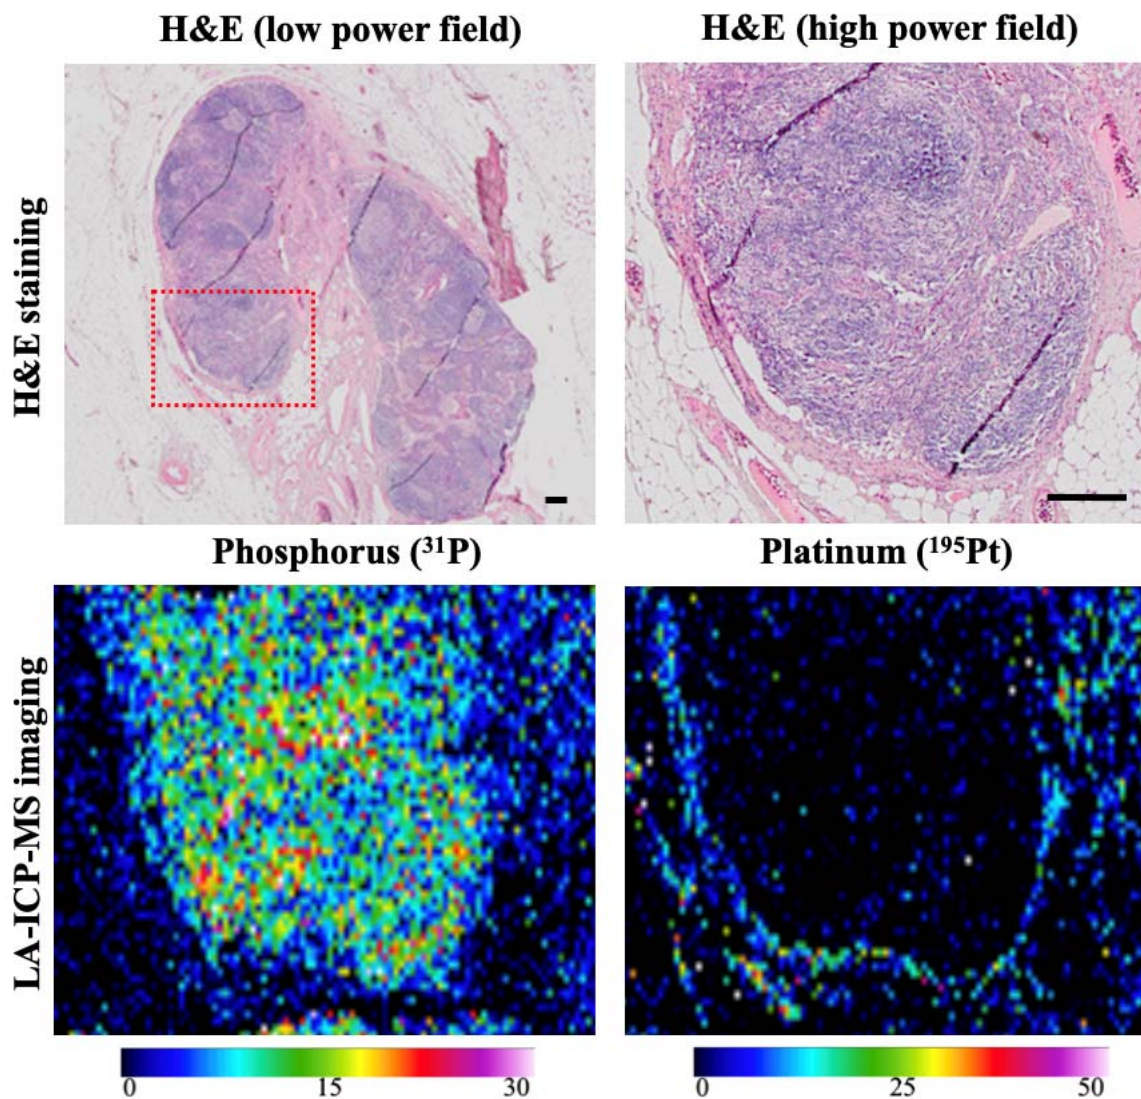 H&E (low power field)
H&E (high power field)
H&E staining
Phosphorus (³¹P)
Platinum (¹⁹⁵Pt)
LA-ICP-MS imaging
0 15 30
0 25 50